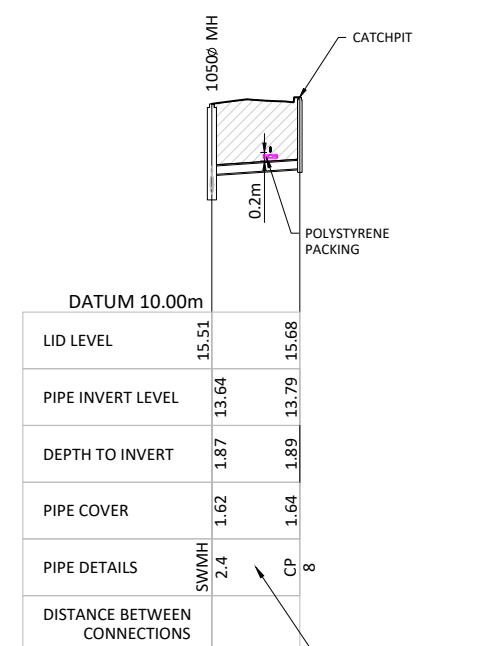 1050Ø MH
CATCHPIT
0.2m
POLYSTYRENE
PACKING
DATUM 10.00m
LID LEVEL 15.51 15.68
PIPE INVERT LEVEL 13.64 13.79
DEPTH TO INVERT 1.87 1.89
PIPE COVER 1.62 1.64
PIPE DETAILS SWMH 2.4 CP 8
DISTANCE BETWEEN
CONNECTIONS